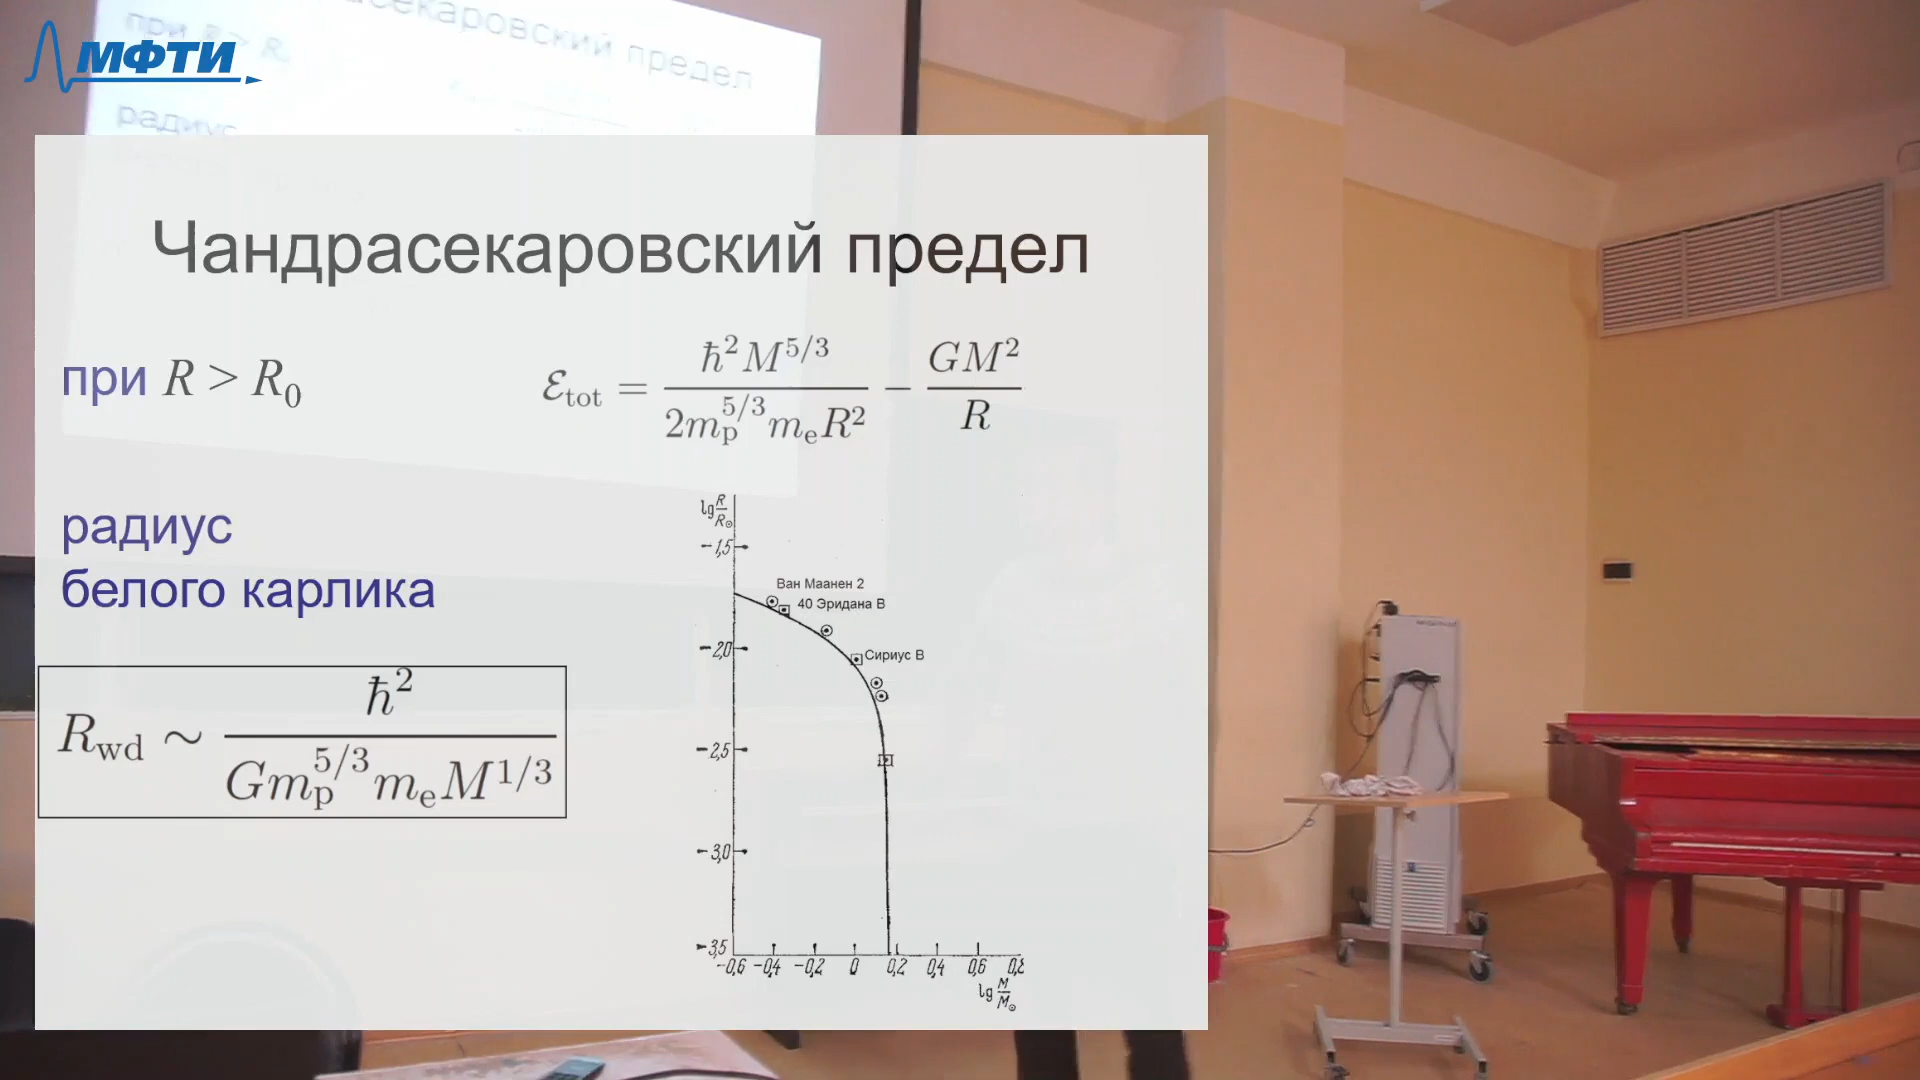 МФТИ
Чандрасекаровский предел
при R > R₀
ℰ_tot = ħ²M^{5/3} / (2m_p^{5/3} m_e R²) − GM² / R
радиус
белого карлика
R_wd ∼ ħ² / (G m_p^{5/3} m_e M^{1/3})
lg R/R⊙
−1,5
Ван Маанен 2
40 Эридана В
−2,0
Сириус В
−2,5
−3,0
−3,5
−0,6 −0,4 −0,2 0 0,2 0,4 0,6 0,8
lg M/M⊙